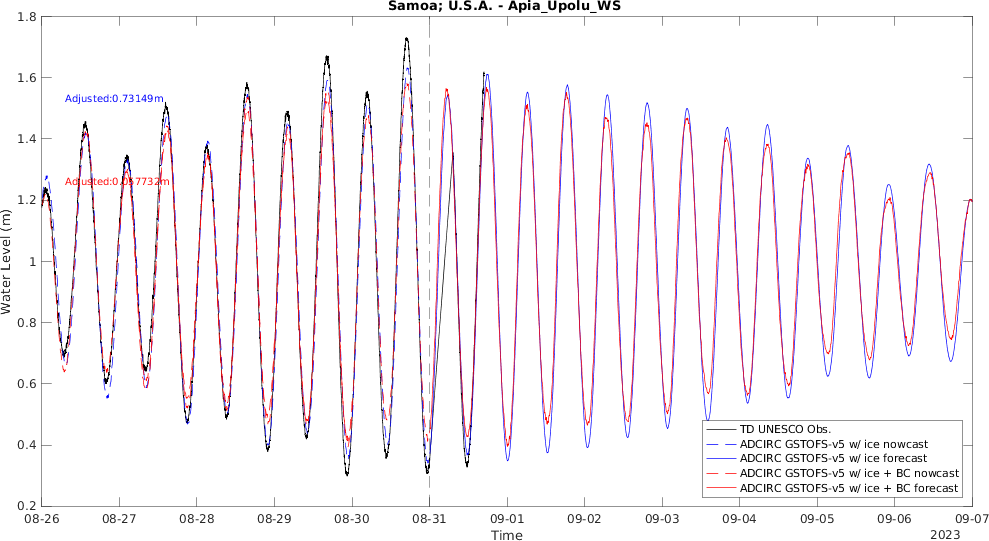 Samoa; U.S.A. - Apia_Upolu_WS
1.8
1.6
1.4
1.2
1
0.8
0.6
0.4
0.2
Water Level (m)
Adjusted:0.73149m
TD UNESCO Obs.
ADCIRC GSTOFS-v5 w/ ice nowcast
ADCIRC GSTOFS-v5 w/ ice forecast
ADCIRC GSTOFS-v5 w/ ice + BC nowcast
ADCIRC GSTOFS-v5 w/ ice + BC forecast
08-26 08-27 08-28 08-29 08-30 08-31 09-01 09-02 09-03 09-04 09-05 09-06 09-07
Time
2023